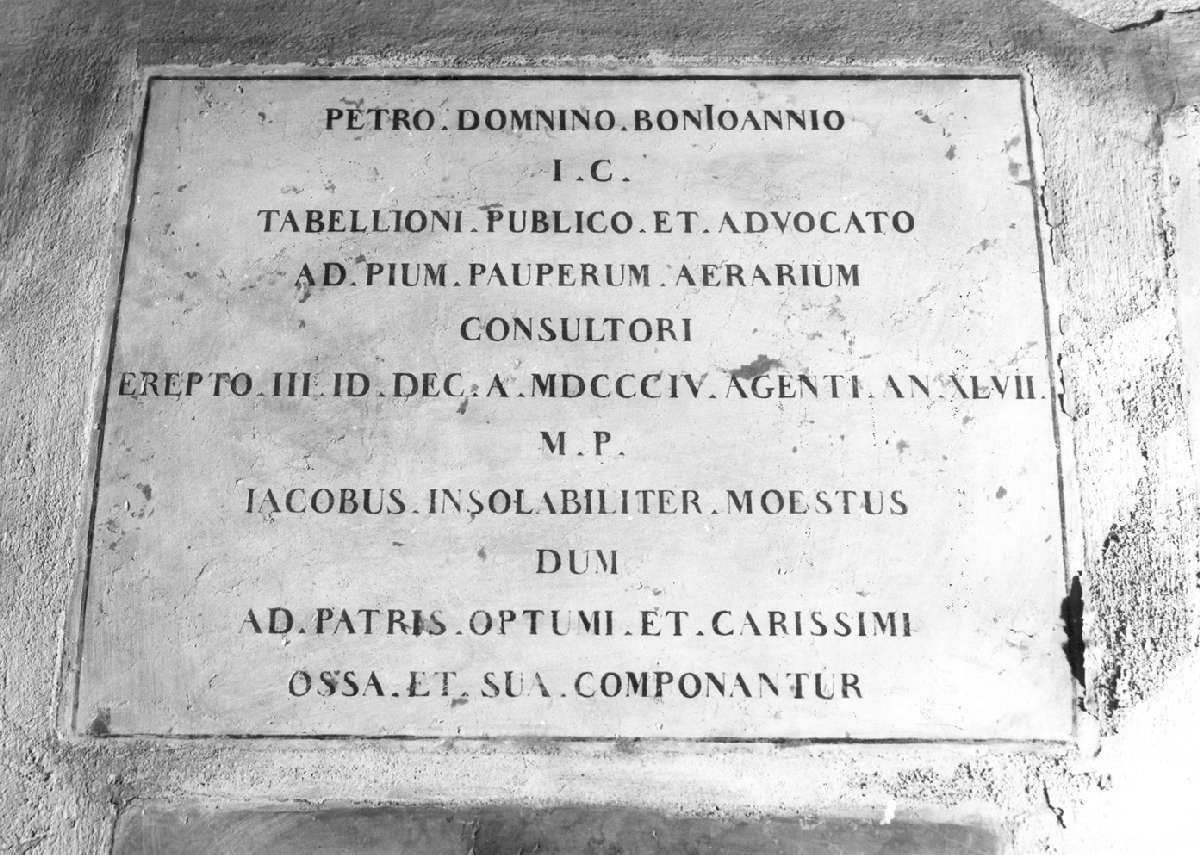 PETRO.DOMNINO.BONIOANNIO
I.C.
TABELLIONI.PUBLICO.ET.ADVOCATO
AD.PIUM.PAUPERUM.AERARIUM
CONSULTORI
EREPTO.III.ID.DEC.A.MDCCCIV.AGENTI.AN.XLVII.
M.P.
IACOBUS.INSOLABILITER.MOESTUS
DUM
AD.PATRIS.OPTUMI.ET.CARISSIMI
OSSA.ET.SUA.COMPONANTUR